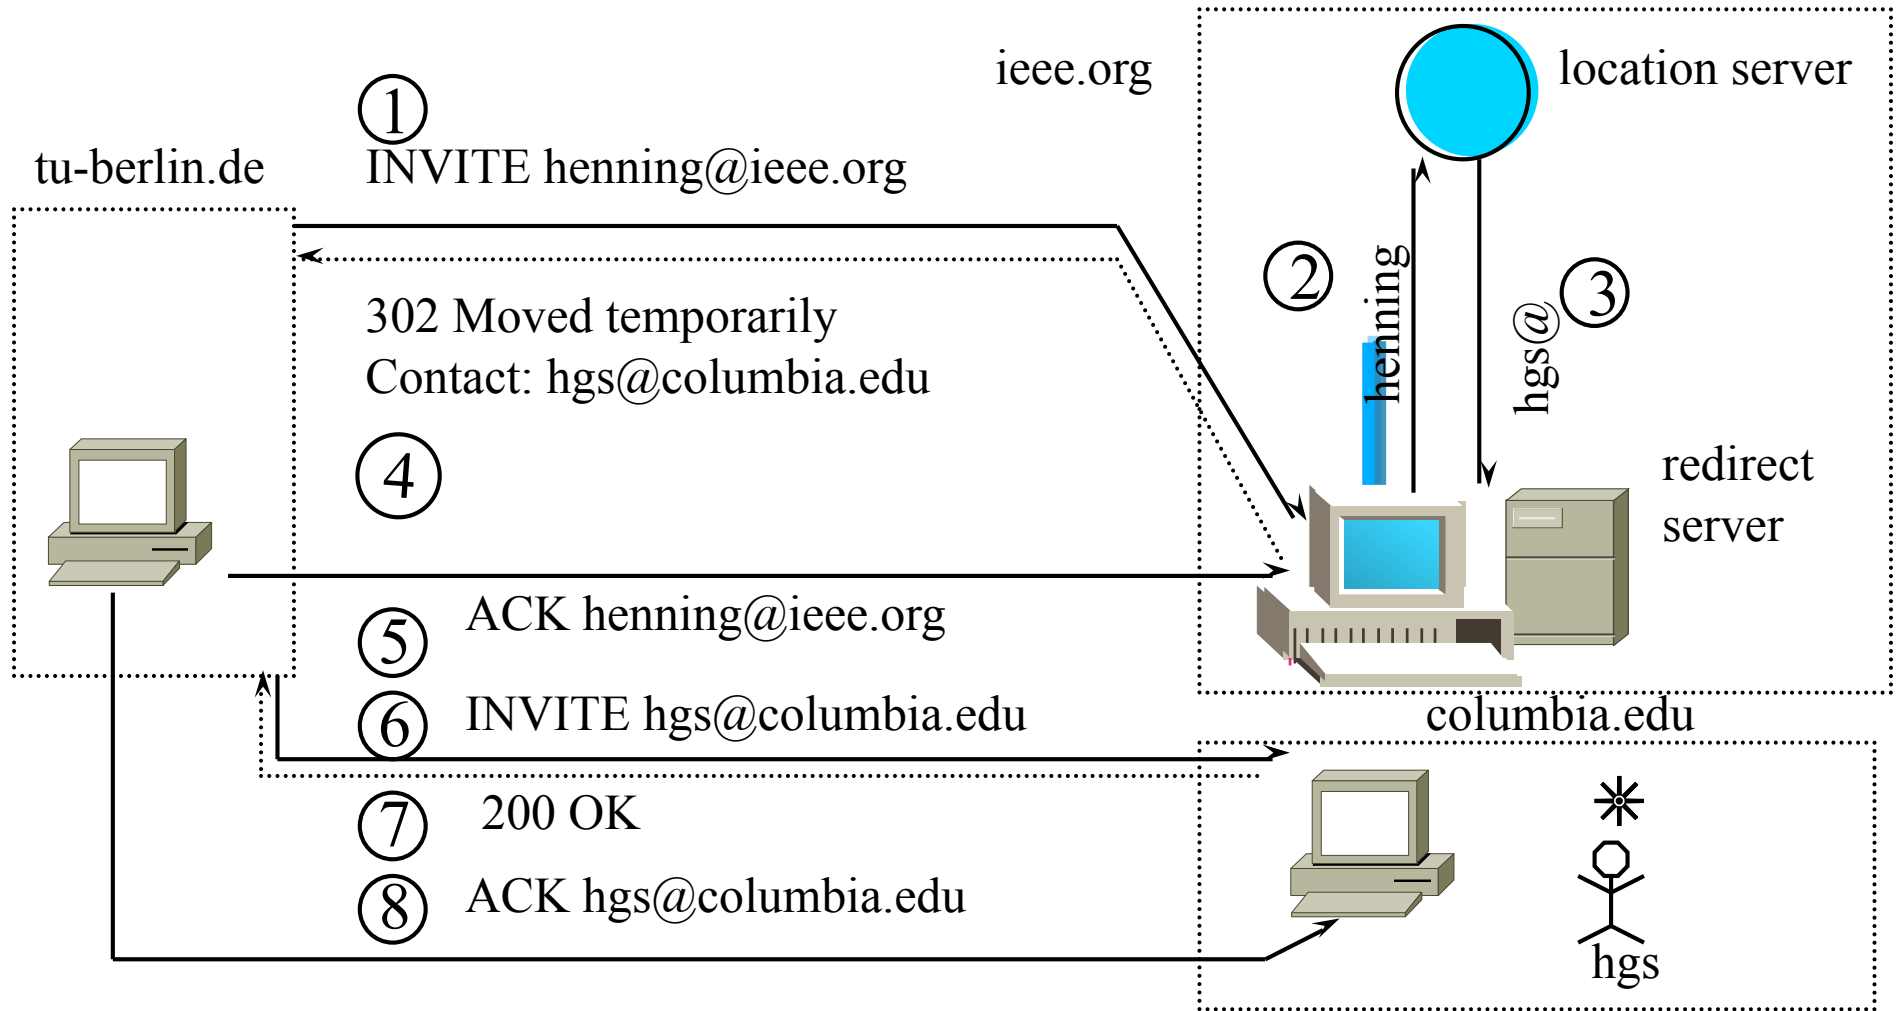 ieee.org
location server
1
tu-berlin.de
INVITE henning@ieee.org
2
henning
3
hgs@
302 Moved temporarily
Contact: hgs@columbia.edu
4
redirect
server
ACK henning@ieee.org
5
6
INVITE hgs@columbia.edu
columbia.edu
7
200 OK
8
ACK hgs@columbia.edu
hgs